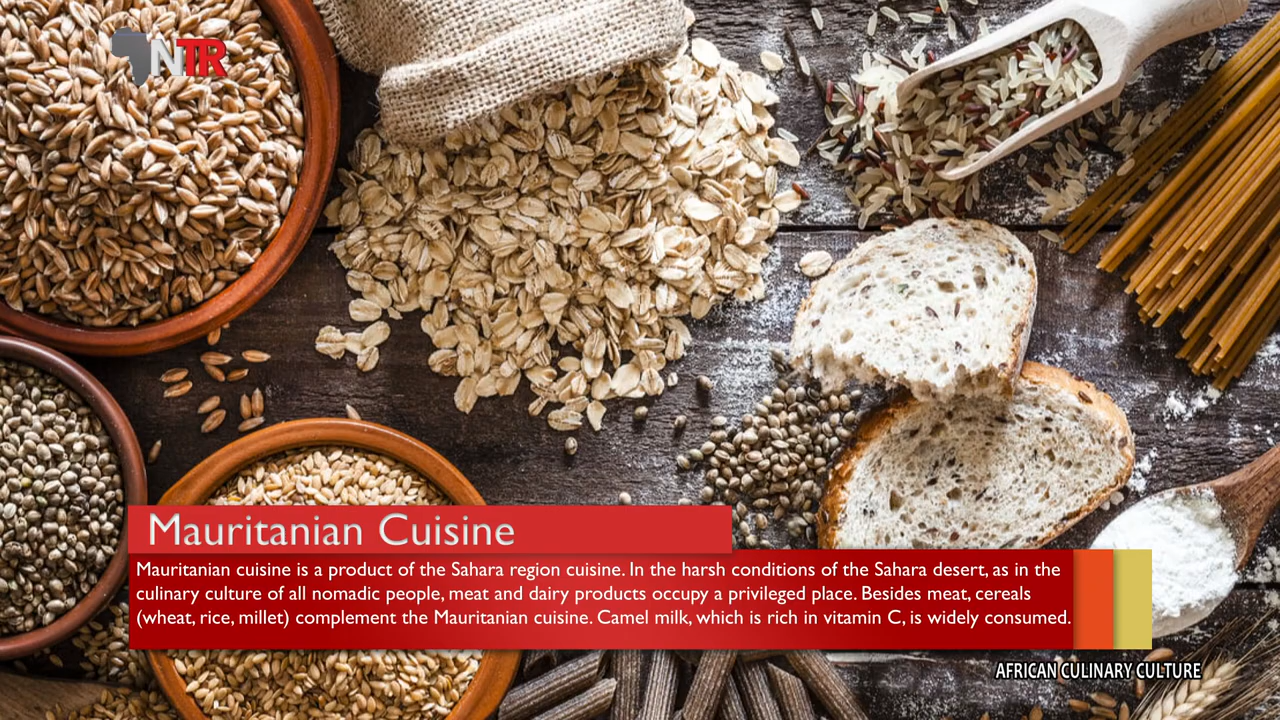 NTR
Mauritanian Cuisine
Mauritanian cuisine is a product of the Sahara region cuisine. In the harsh conditions of the Sahara desert, as in the
culinary culture of all nomadic people, meat and dairy products occupy a privileged place. Besides meat, cereals
(wheat, rice, millet) complement the Mauritanian cuisine. Camel milk, which is rich in vitamin C, is widely consumed.
AFRICAN CULINARY CULTURE